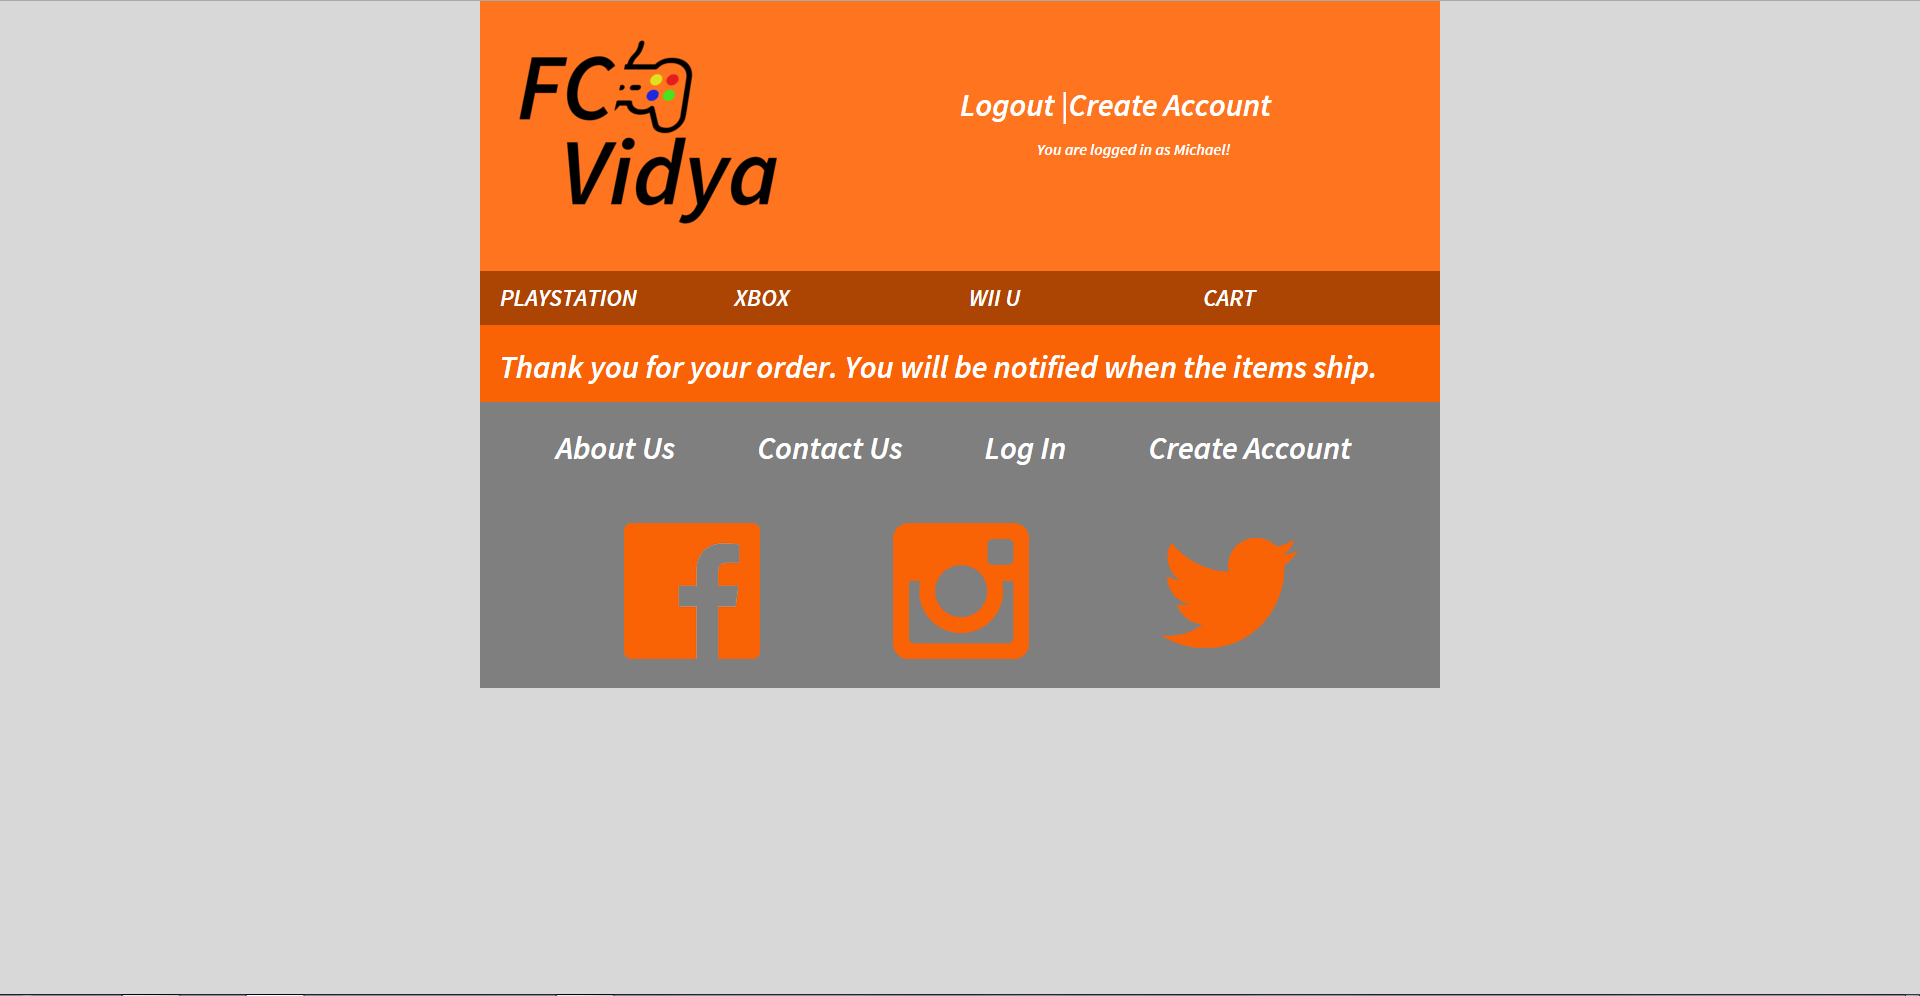 FC
Vidya
Logout |Create Account
You are logged in as Michael!
PLAYSTATION XBOX WII U CART
Thank you for your order. You will be notified when the items ship.
About Us Contact Us Log In Create Account